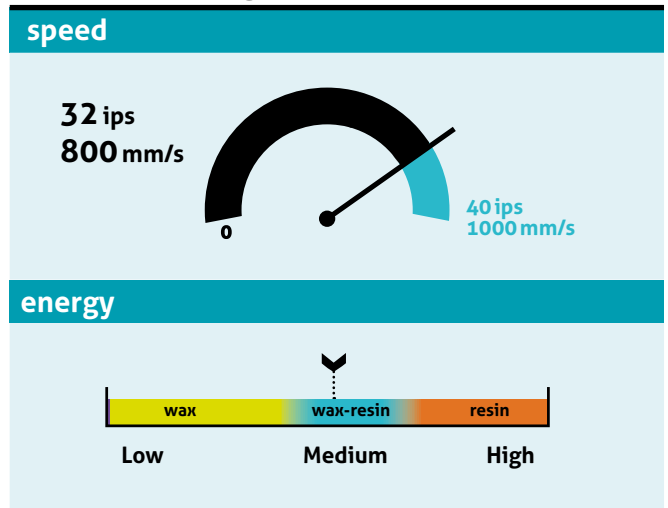 speed
32 ips
800 mm/s
0
40 ips
1000 mm/s
energy
wax wax-resin resin
Low Medium High